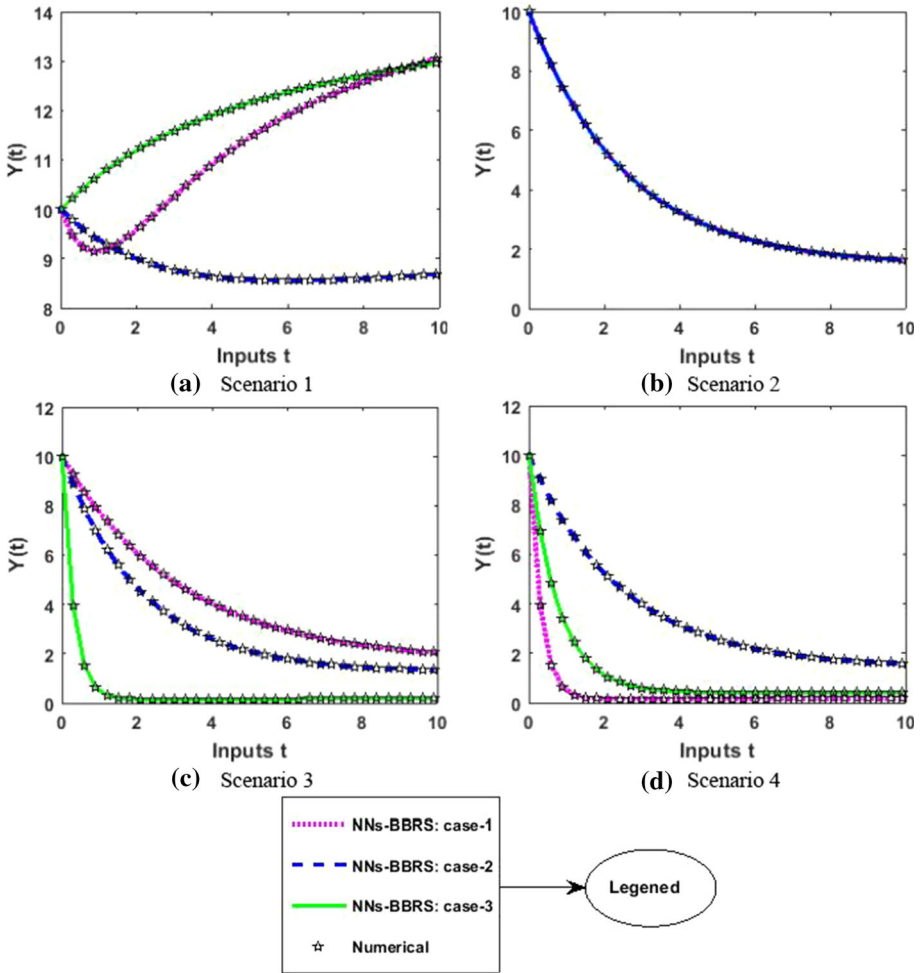 14
13
12
11
10
9
8
Y(t)
0 2 4 6 8 10
Inputs t
(a) Scenario 1
10
8
6
4
2
0
Y(t)
0 2 4 6 8 10
Inputs t
(b) Scenario 2
12
10
8
6
4
2
0
Y(t)
0 2 4 6 8 10
Inputs t
(c) Scenario 3
12
10
8
6
4
2
0
Y(t)
0 2 4 6 8 10
Inputs t
(d) Scenario 4
NNs-BBRS: case-1
NNs-BBRS: case-2
NNs-BBRS: case-3
Numerical
Legened